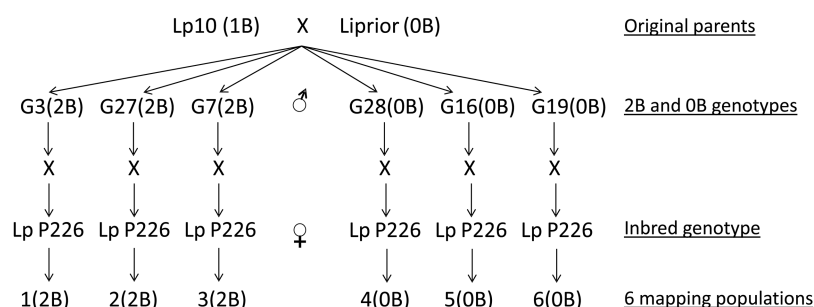 Lp10 (1B) X Liprior (0B) Original parents
G3(2B) G27(2B) G7(2B) ♂ G28(0B) G16(0B) G19(0B) 2B and 0B genotypes
X X X X X X
Lp P226 Lp P226 Lp P226 ♀ Lp P226 Lp P226 Lp P226 Inbred genotype
1(2B) 2(2B) 3(2B) 4(0B) 5(0B) 6(0B) 6 mapping populations